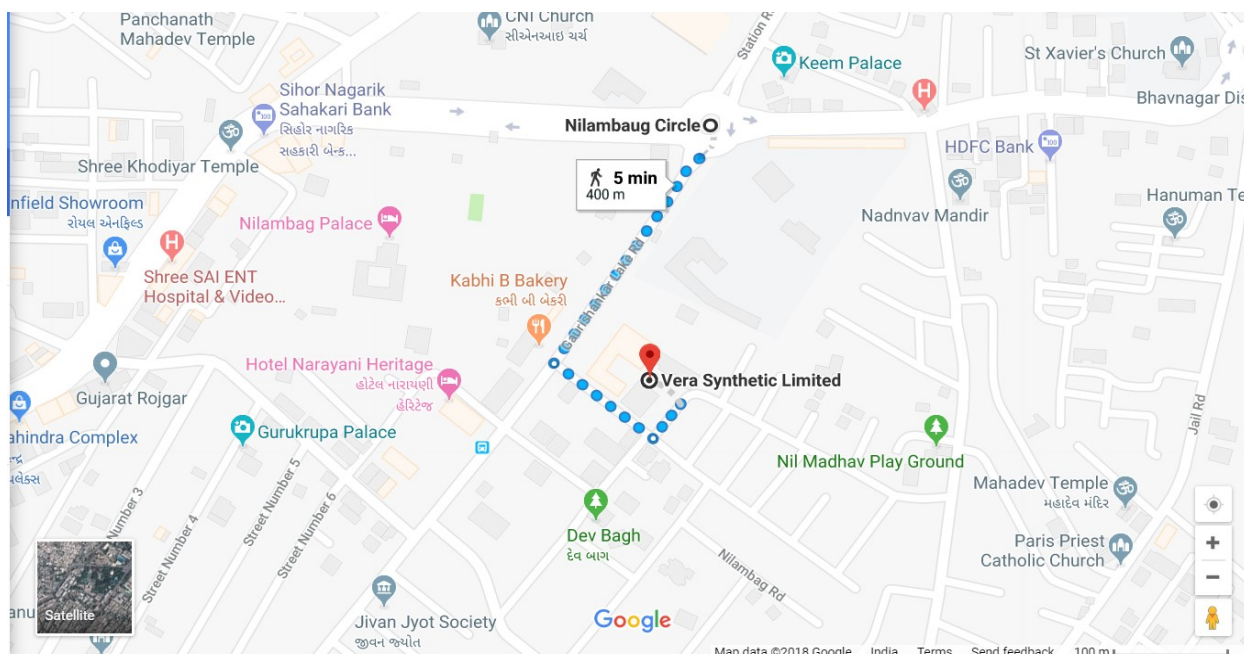 Panchanath
Mahadev Temple
CNI Church
સીએનઆઇ ચર્ચ
Station R
Keem Palace
St Xavier's Church
Bhavnagar Dis
Sihor Nagarik
Sahakari Bank
સિહોર નાગરિક
સહકારી બેન્ક...
H
Nilambaug Circle
HDFC Bank
Shree Khodiyar Temple
5 min
400 m
Nadnvav Mandir
Hanuman Te
nfield Showroom
રોયલ એનફિલ્ડ
Nilambag Palace
H
Shree SAI ENT
Hospital & Video...
Kabhi B Bakery
કભી બી બેકરી
Gaurishankar Lake Rd
Hotel Narayani Heritage
હોટેલ નારાયણી
હેરિટેજ
Vera Synthetic Limited
Gujarat Rojgar
Jail Rd
ahindra Complex
Gurukrupa Palace
Nil Madhav Play Ground
Street Number 5
Street Number 6
Number 3
Street Number 4
Mahadev Temple
મહાદેવ મંદિર
Dev Bagh
દેવ બાગ
Paris Priest
Catholic Church
Nilambag Rd
Satellite
Jivan Jyot Society
જીવન જ્યોત
Google
Map data ©2018 Google India Terms Send feedback 100 m